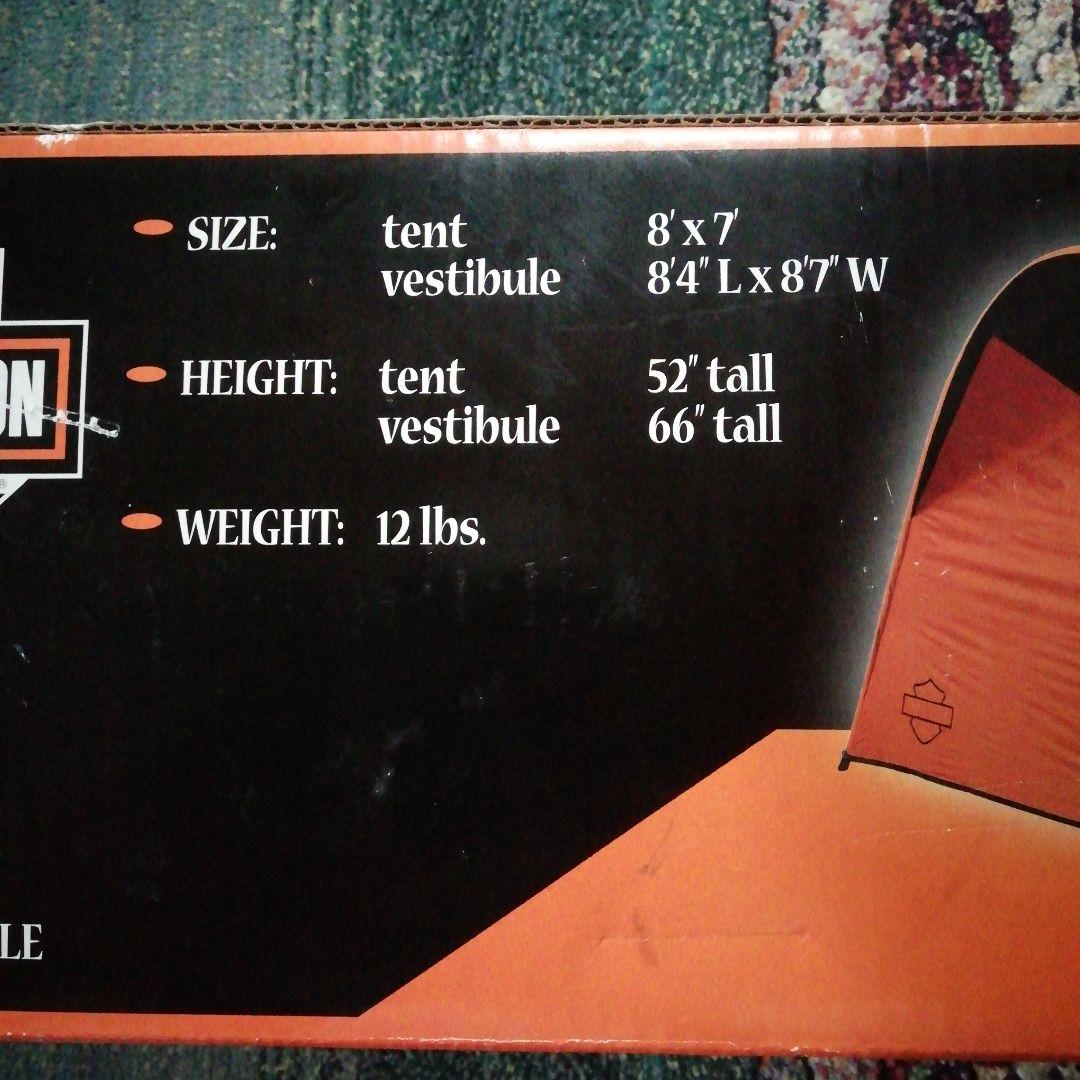 SIZE: tent 8' x 7'
vestibule 8'4" L x 8'7" W
HEIGHT: tent 52" tall
vestibule 66" tall
ON
®
WEIGHT: 12 lbs.
LE